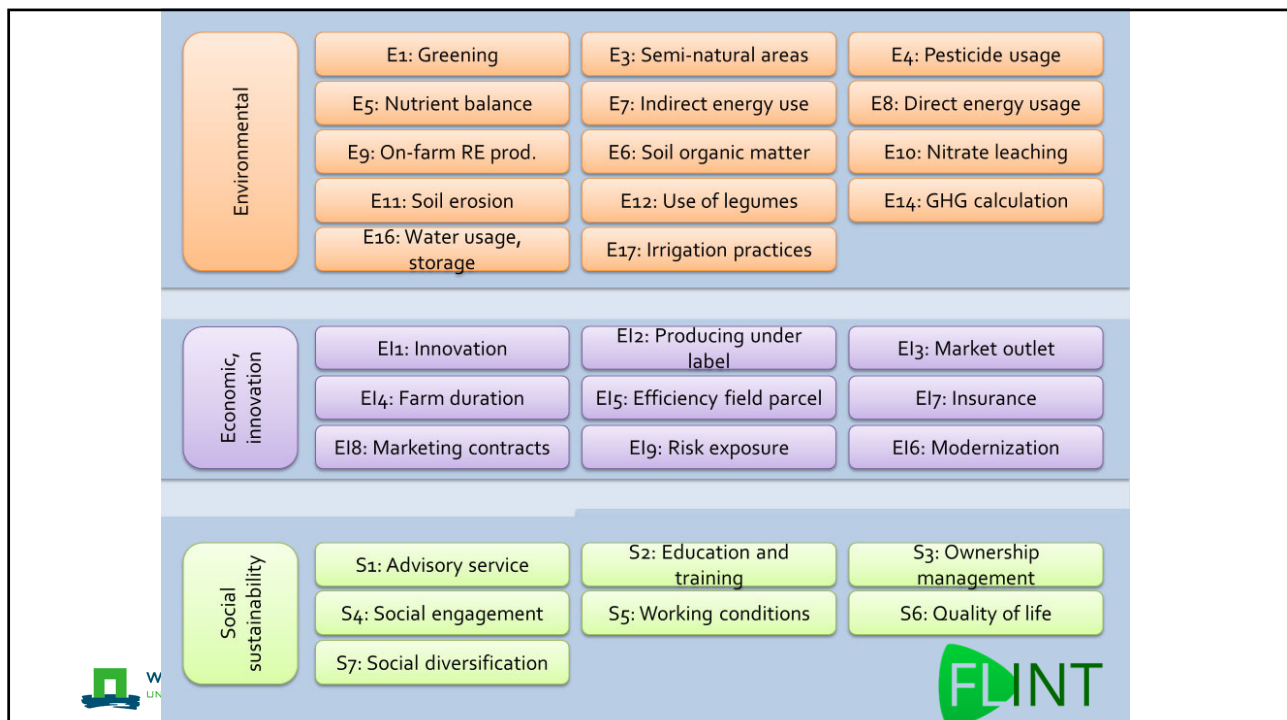 Environmental
E1: Greening
E3: Semi-natural areas
E4: Pesticide usage
E5: Nutrient balance
E7: Indirect energy use
E8: Direct energy usage
E9: On-farm RE prod.
E6: Soil organic matter
E10: Nitrate leaching
E11: Soil erosion
E12: Use of legumes
E14: GHG calculation
E16: Water usage,
storage
E17: Irrigation practices
Economic,
innovation
EI1: Innovation
EI2: Producing under
label
EI3: Market outlet
EI4: Farm duration
EI5: Efficiency field parcel
EI7: Insurance
EI8: Marketing contracts
EI9: Risk exposure
EI6: Modernization
Social
sustainability
S1: Advisory service
S2: Education and
training
S3: Ownership
management
S4: Social engagement
S5: Working conditions
S6: Quality of life
S7: Social diversification
W
UN
FLINT